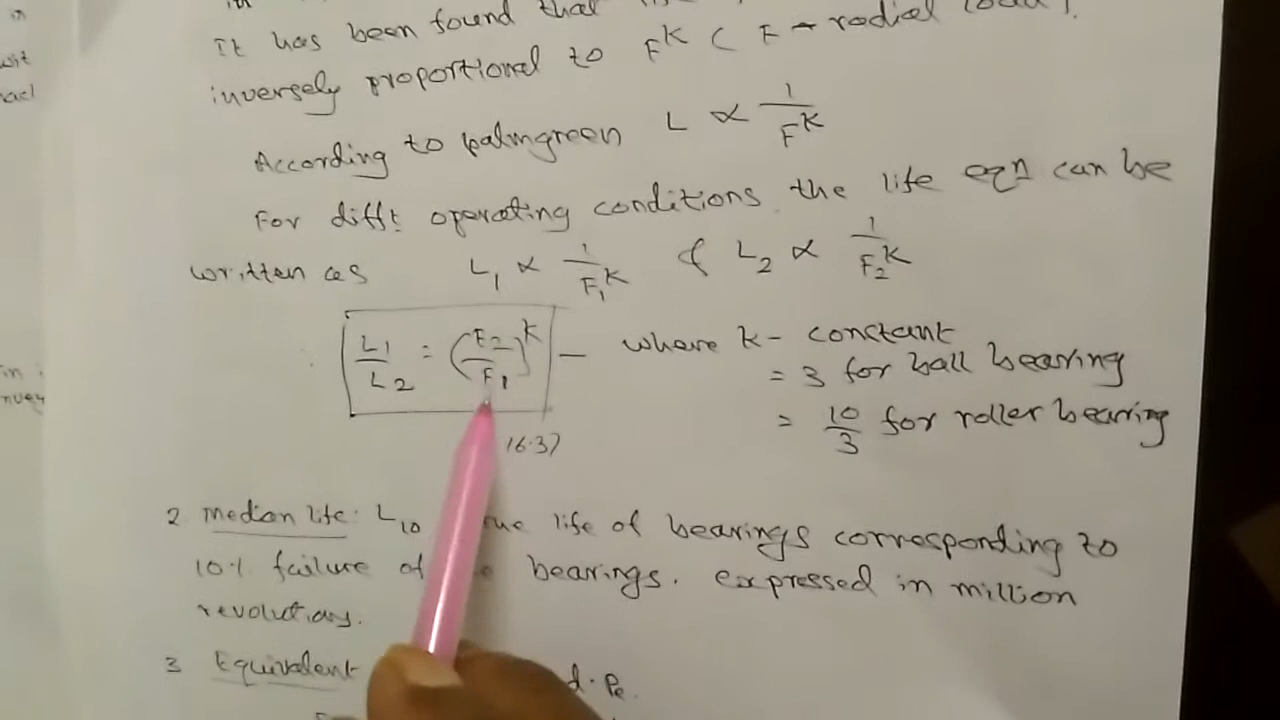 It has been found that
inversely proportional to F^K ( F - radial load ).
According to palmgreen L ∝ 1/F^K
For difft operating conditions the life eqn can be
written as L1 ∝ 1/F1^K & L2 ∝ 1/F2^K
L1/L2 = (F2/F1)^K — where K - constant
= 3 for ball bearing
= 10/3 for roller bearing
16.37
2 Median life: L10 life of bearings corresponding to
10% failure of bearings. expressed in million
revolutions.
3 Equivalent d. Pe.